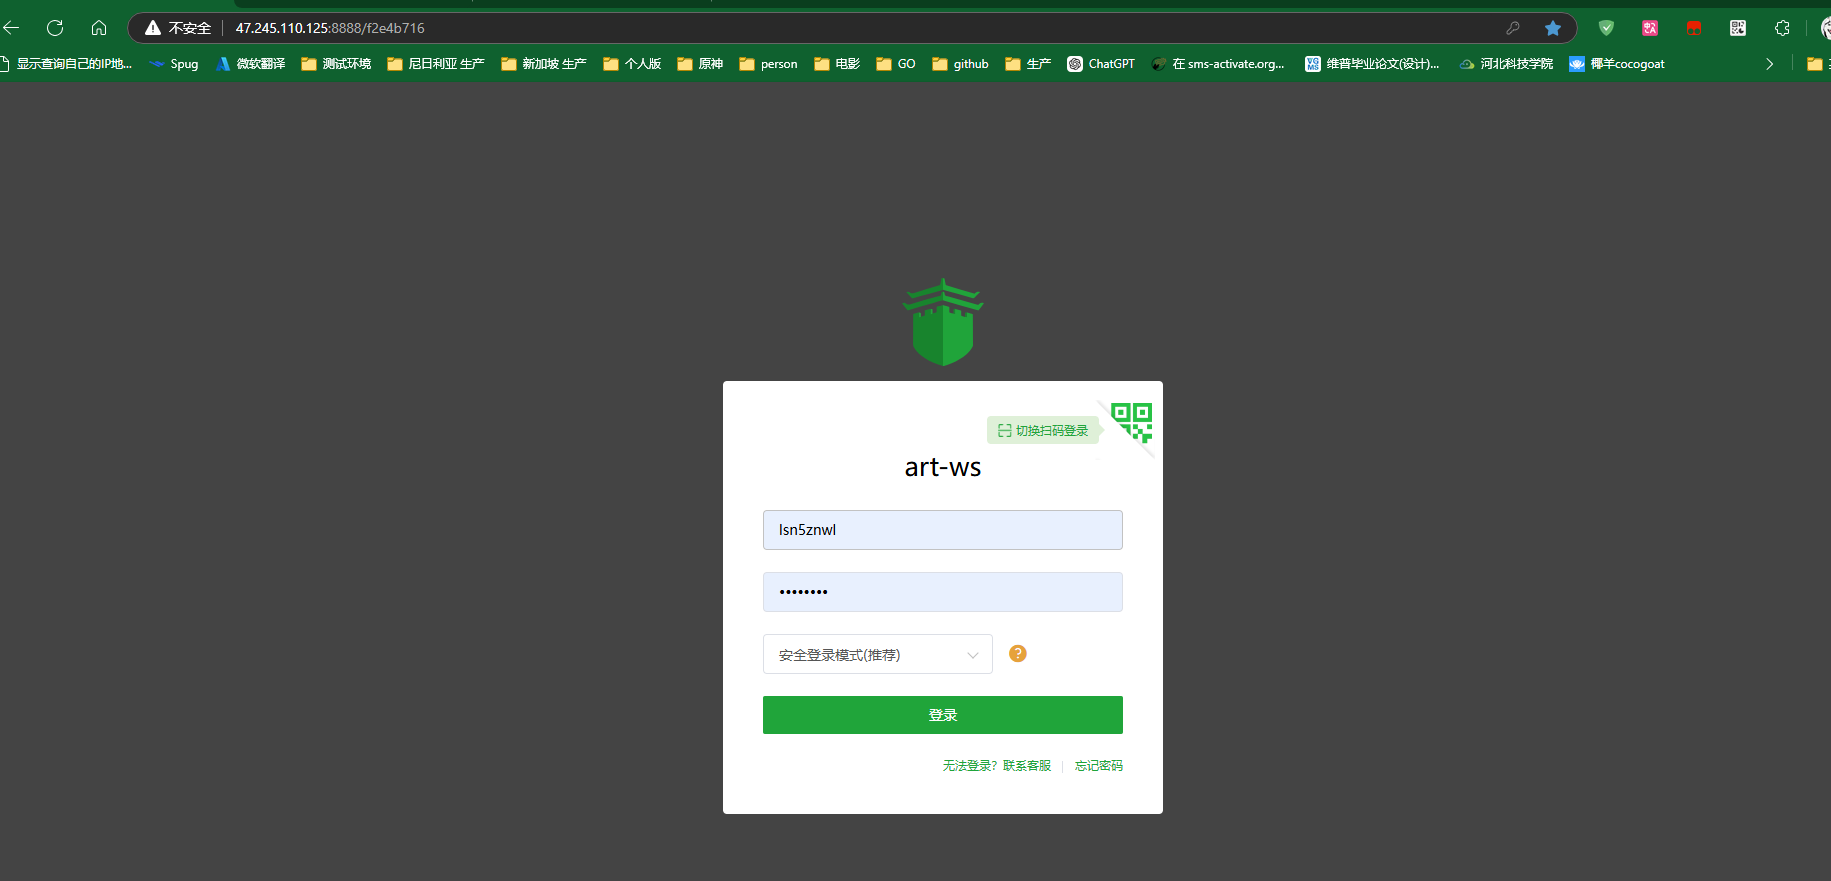 不安全 47.245.110.125:8888/f2e4b716
显示查询自己的IP地... Spug 微软翻译 测试环境 尼日利亚 生产 新加坡 生产 个人版 原神 person 电影 GO github 生产 ChatGPT 在 sms-activate.org... 维普毕业论文(设计)... 河北科技学院 椰羊cocogoat
切换扫码登录
art-ws
lsn5znwl
••••••••
安全登录模式(推荐) ?
登录
无法登录? 联系客服 忘记密码